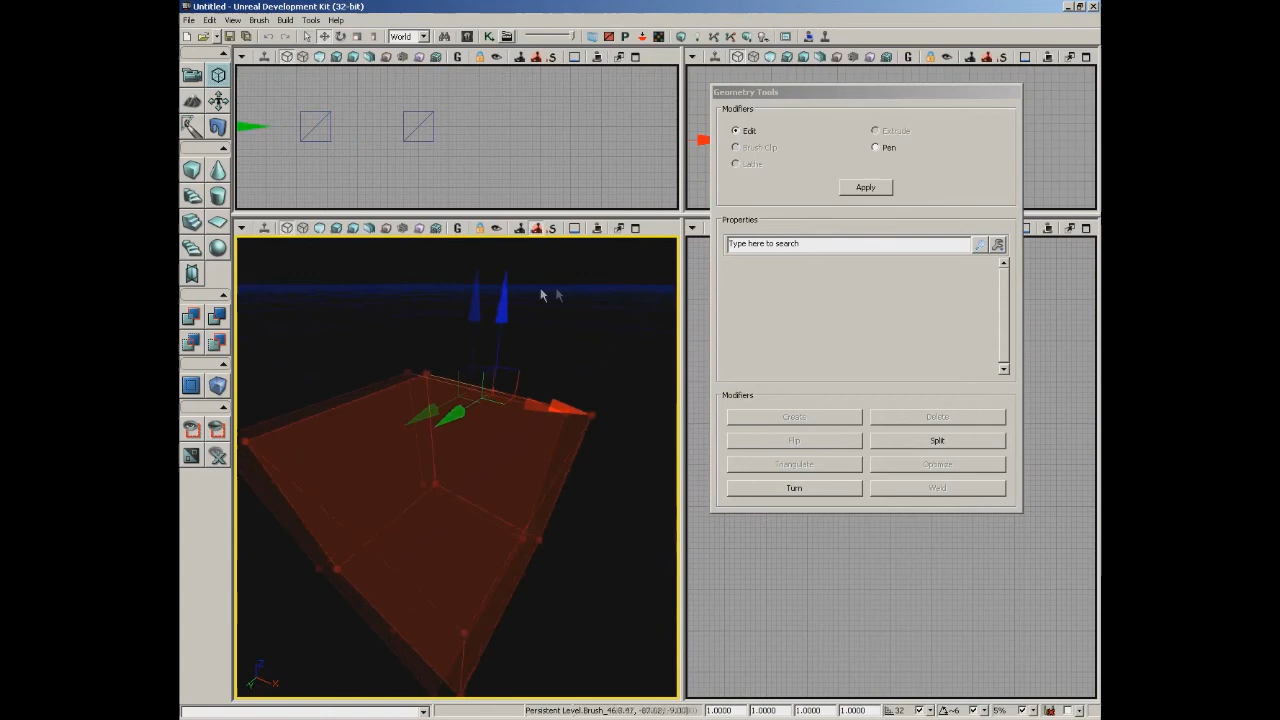 Untitled - Unreal Development Kit (32-bit)
File Edit View Brush Build Tools Help
World
P
K
G S
G S
Geometry Tools
Modifiers
Edit Extrude
Brush Clip Pen
Lathe
Apply
G S
Properties
Type here to search
Modifiers
Create Delete
Flip Split
Triangulate Optimize
Turn Weld
Z
Y X
1.0000 1.0000 1.0000 1.0000 32 5%